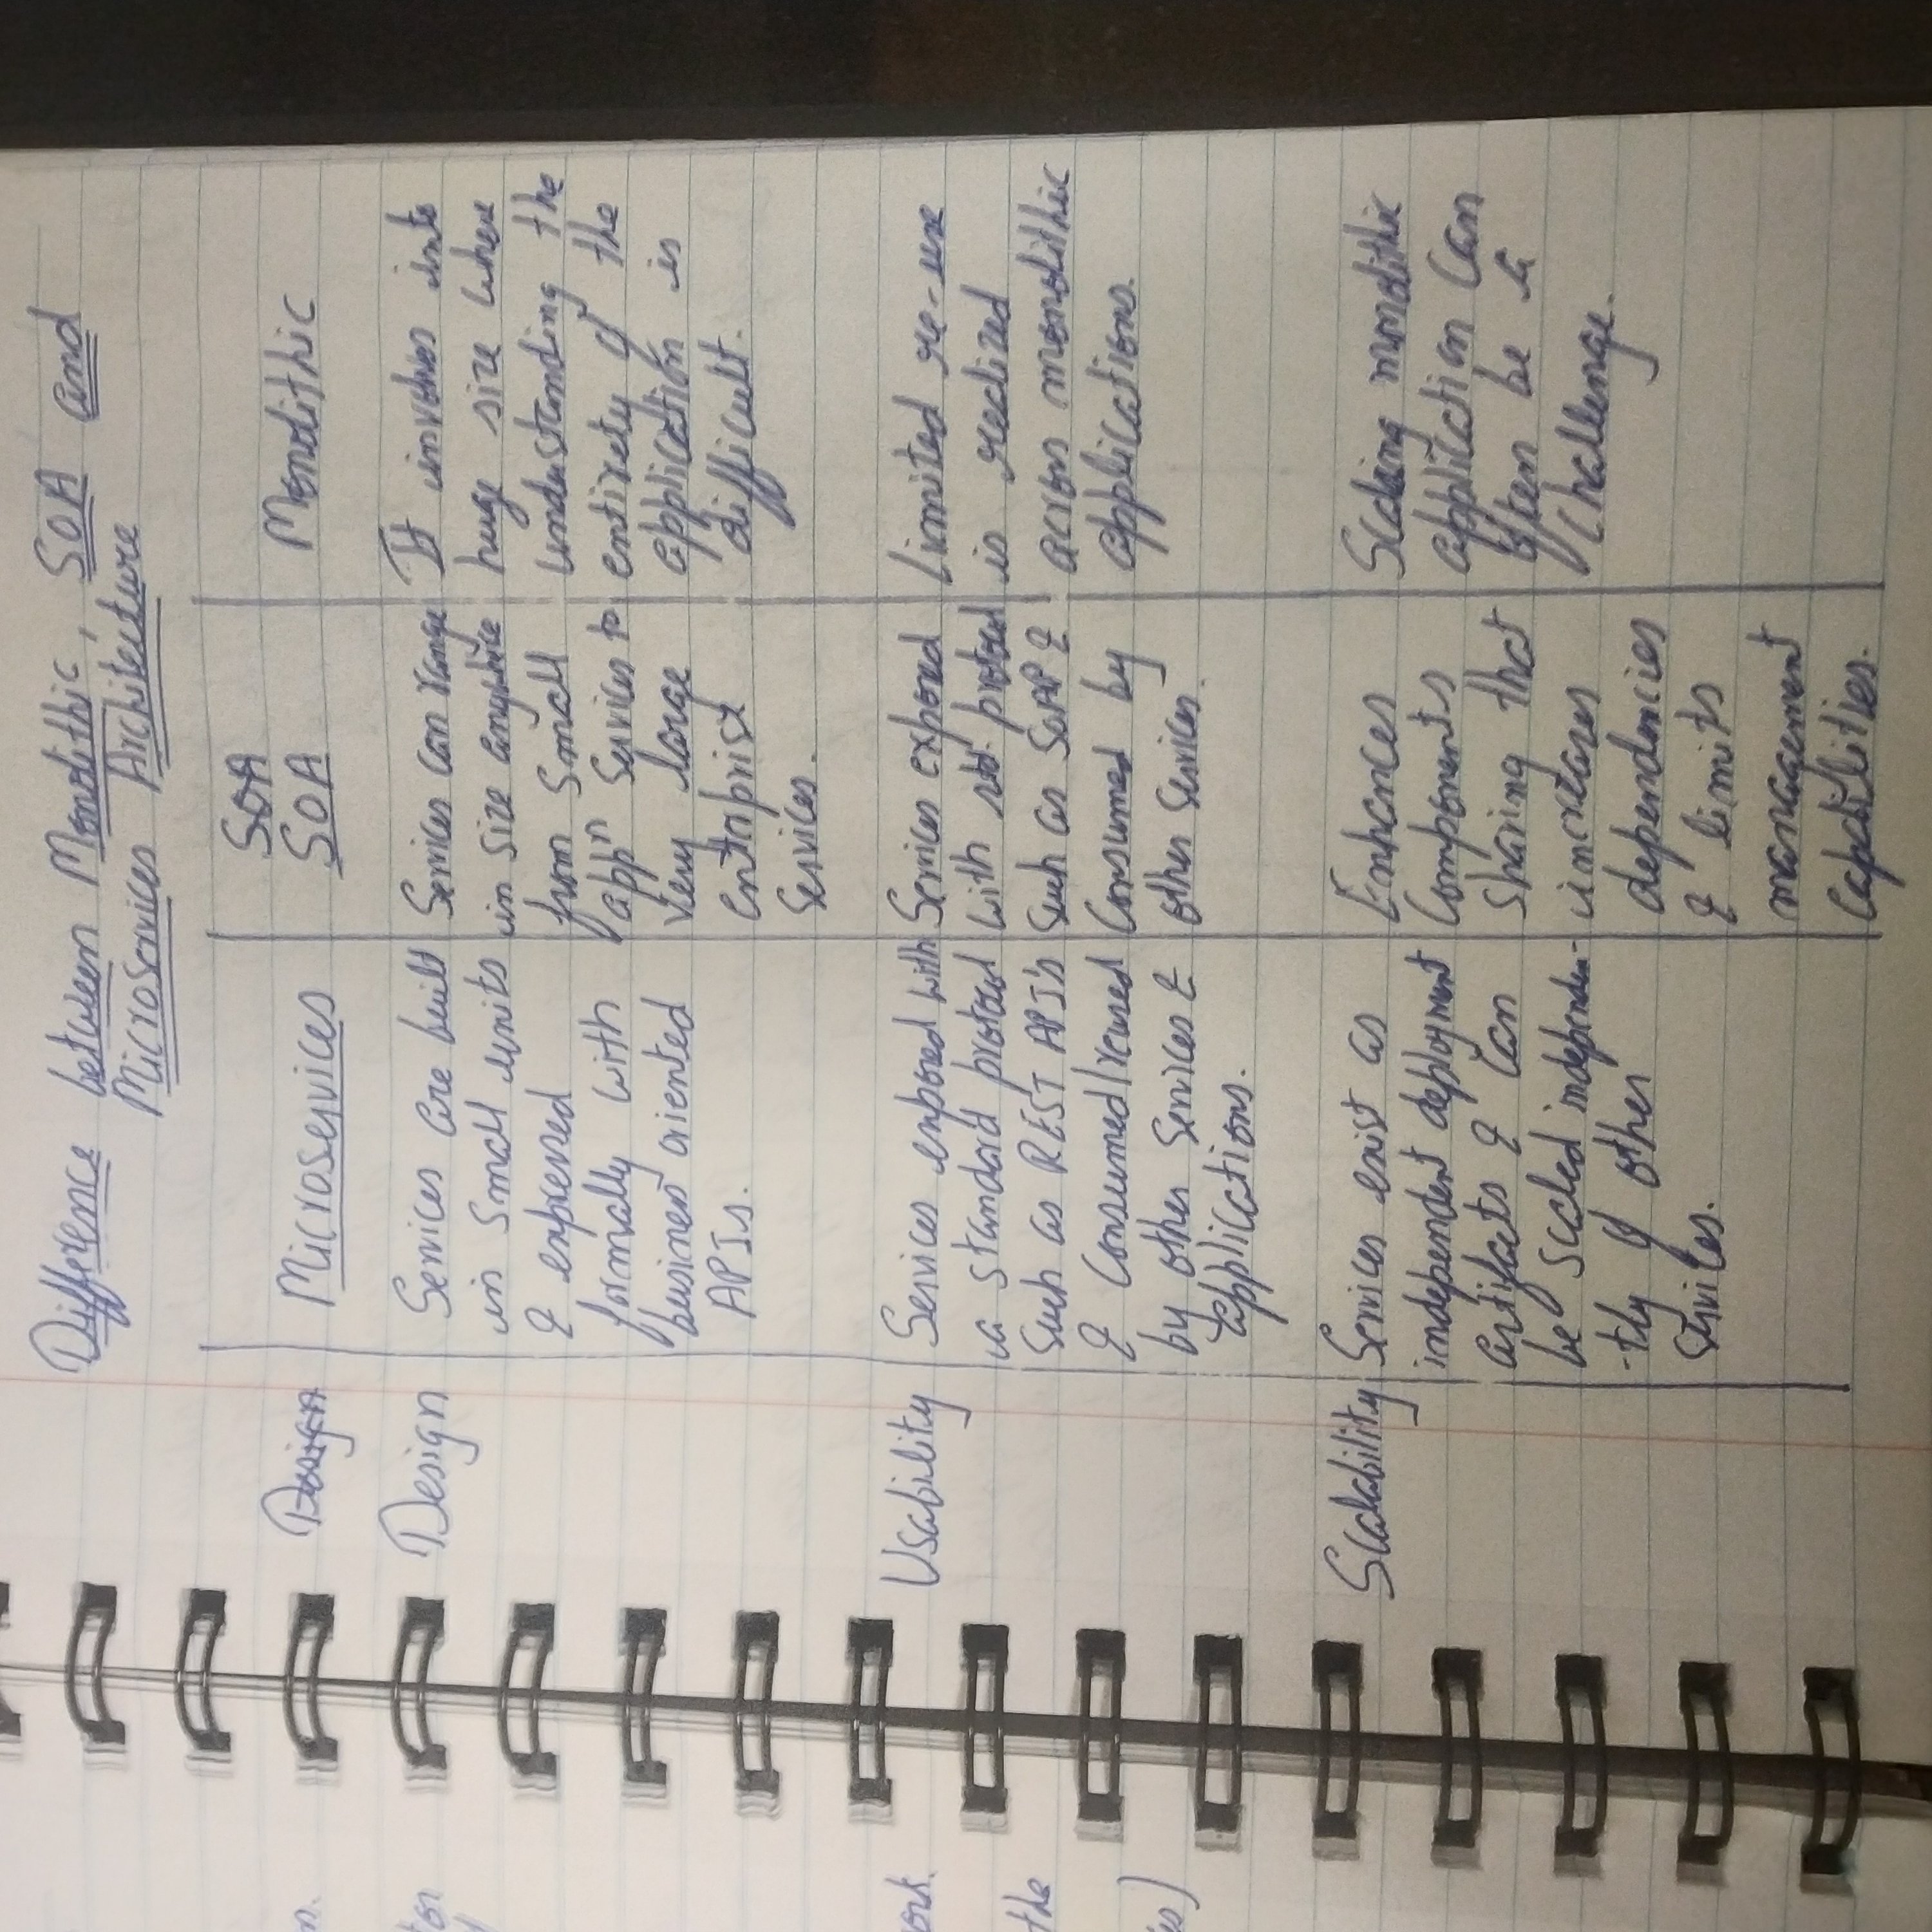 Difference between Monolithic, SOA and
Microservices Architecture
SOA
Design
Microservices
SOA
Monolithic
Design
Services are built
in small units
& expressed
formally with
business oriented
APIs.
Services can range
in size anywhere
from small
appⁿ services to
very large
enterprise
services.
It involves into
huge size where
understanding the
entirety of the
application is
difficult.
Usability
Services exposed with
a standard protocol
such as REST API's
& consumed/reused
by other services &
applications.
Services exposed
with std. protocol
such as SOAP &
consumed by
other services.
Limited re-use
is realized
across monolithic
applications.
Scalability
Services exist as
independent deployment
artifacts & can
be scaled independen-
-tly of other
services.
Enhances
components
sharing that
increases
dependencies
& limits
management
capabilities.
Scaling monolithic
application can
often be a
challenge.
n.
ork.
the
es)